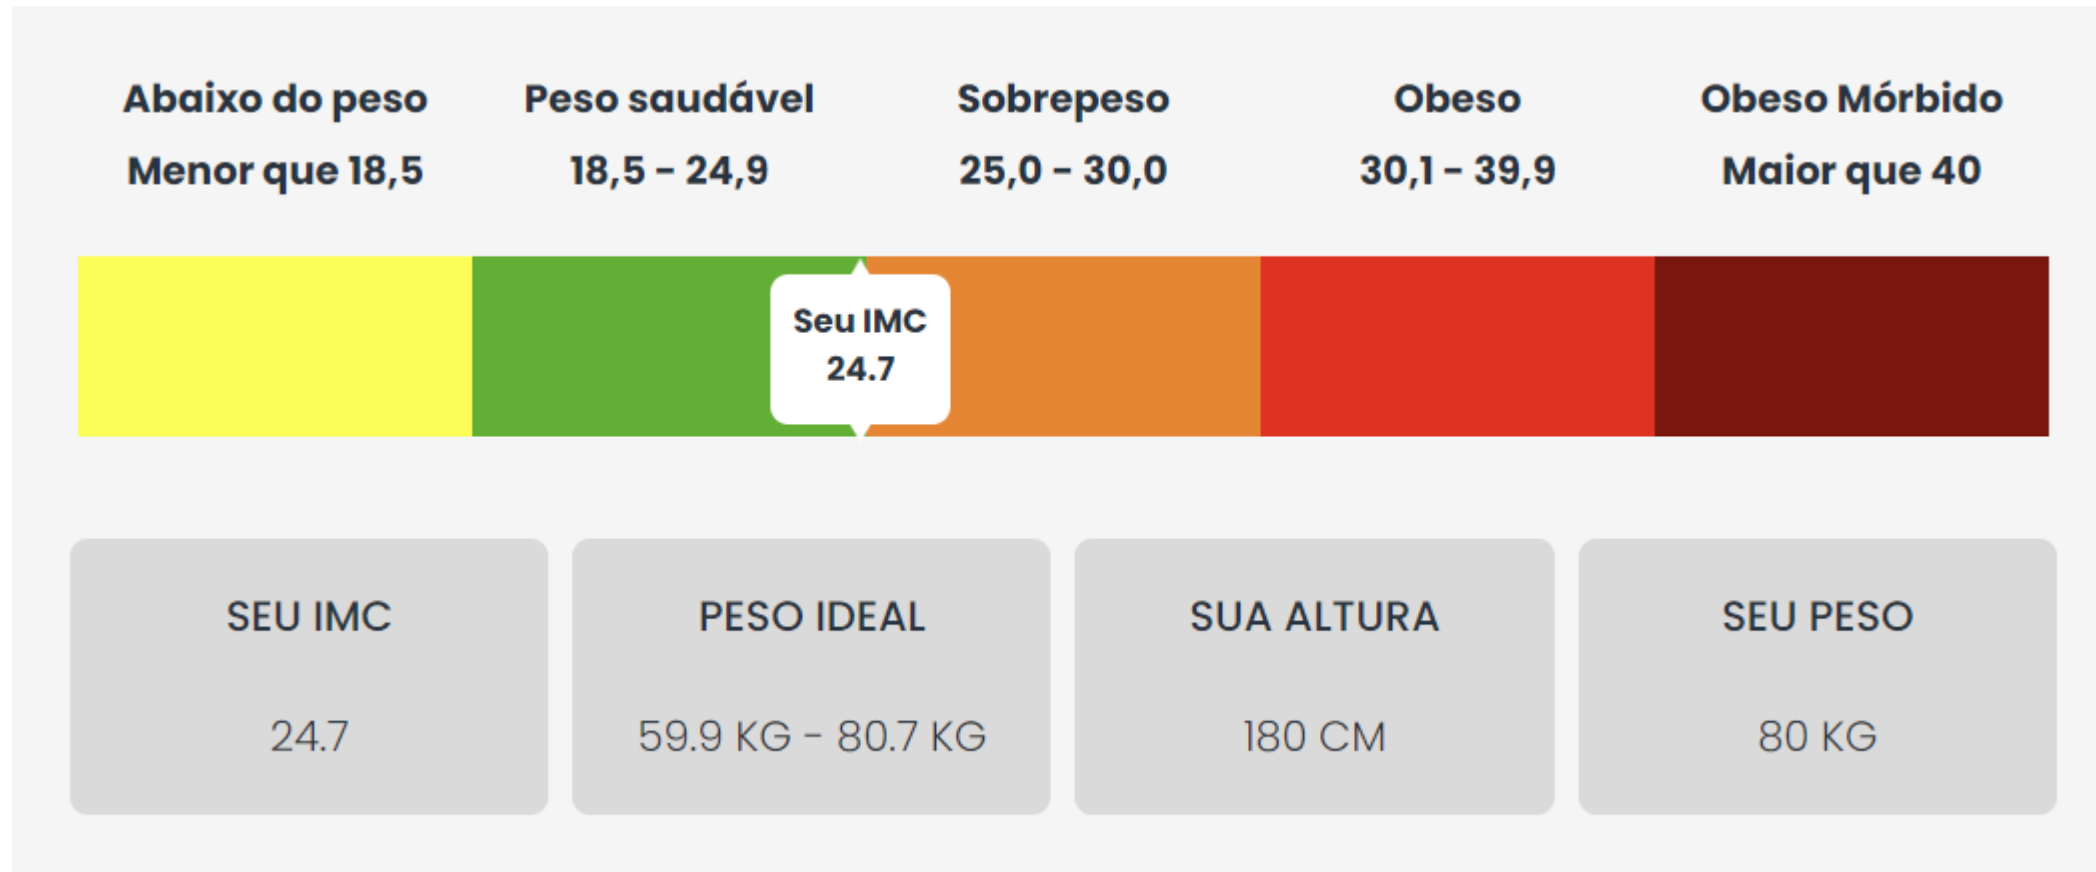 Abaixo do peso
Menor que 18,5
Peso saudável
18,5 - 24,9
Sobrepeso
25,0 - 30,0
Obeso
30,1 - 39,9
Obeso Mórbido
Maior que 40
Seu IMC
24.7
SEU IMC
24.7
PESO IDEAL
59.9 KG - 80.7 KG
SUA ALTURA
180 CM
SEU PESO
80 KG